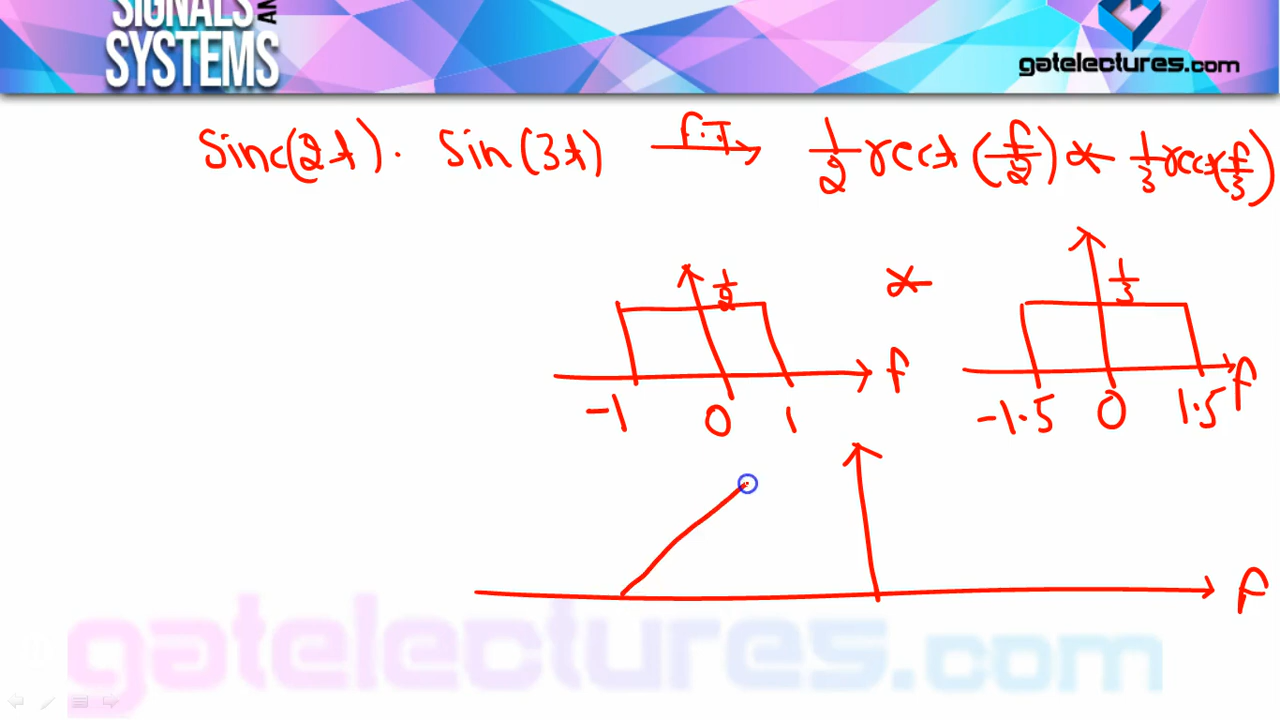 SIGNALS AND
SYSTEMS
gatelectures.com
Sinc(2t) · Sin(3t) F.T 1/2 rect(f/2) * 1/3 rect(f/3)
1/2 * 1/3
f f
-1 0 1 -1.5 0 1.5
f
gatelectures.com